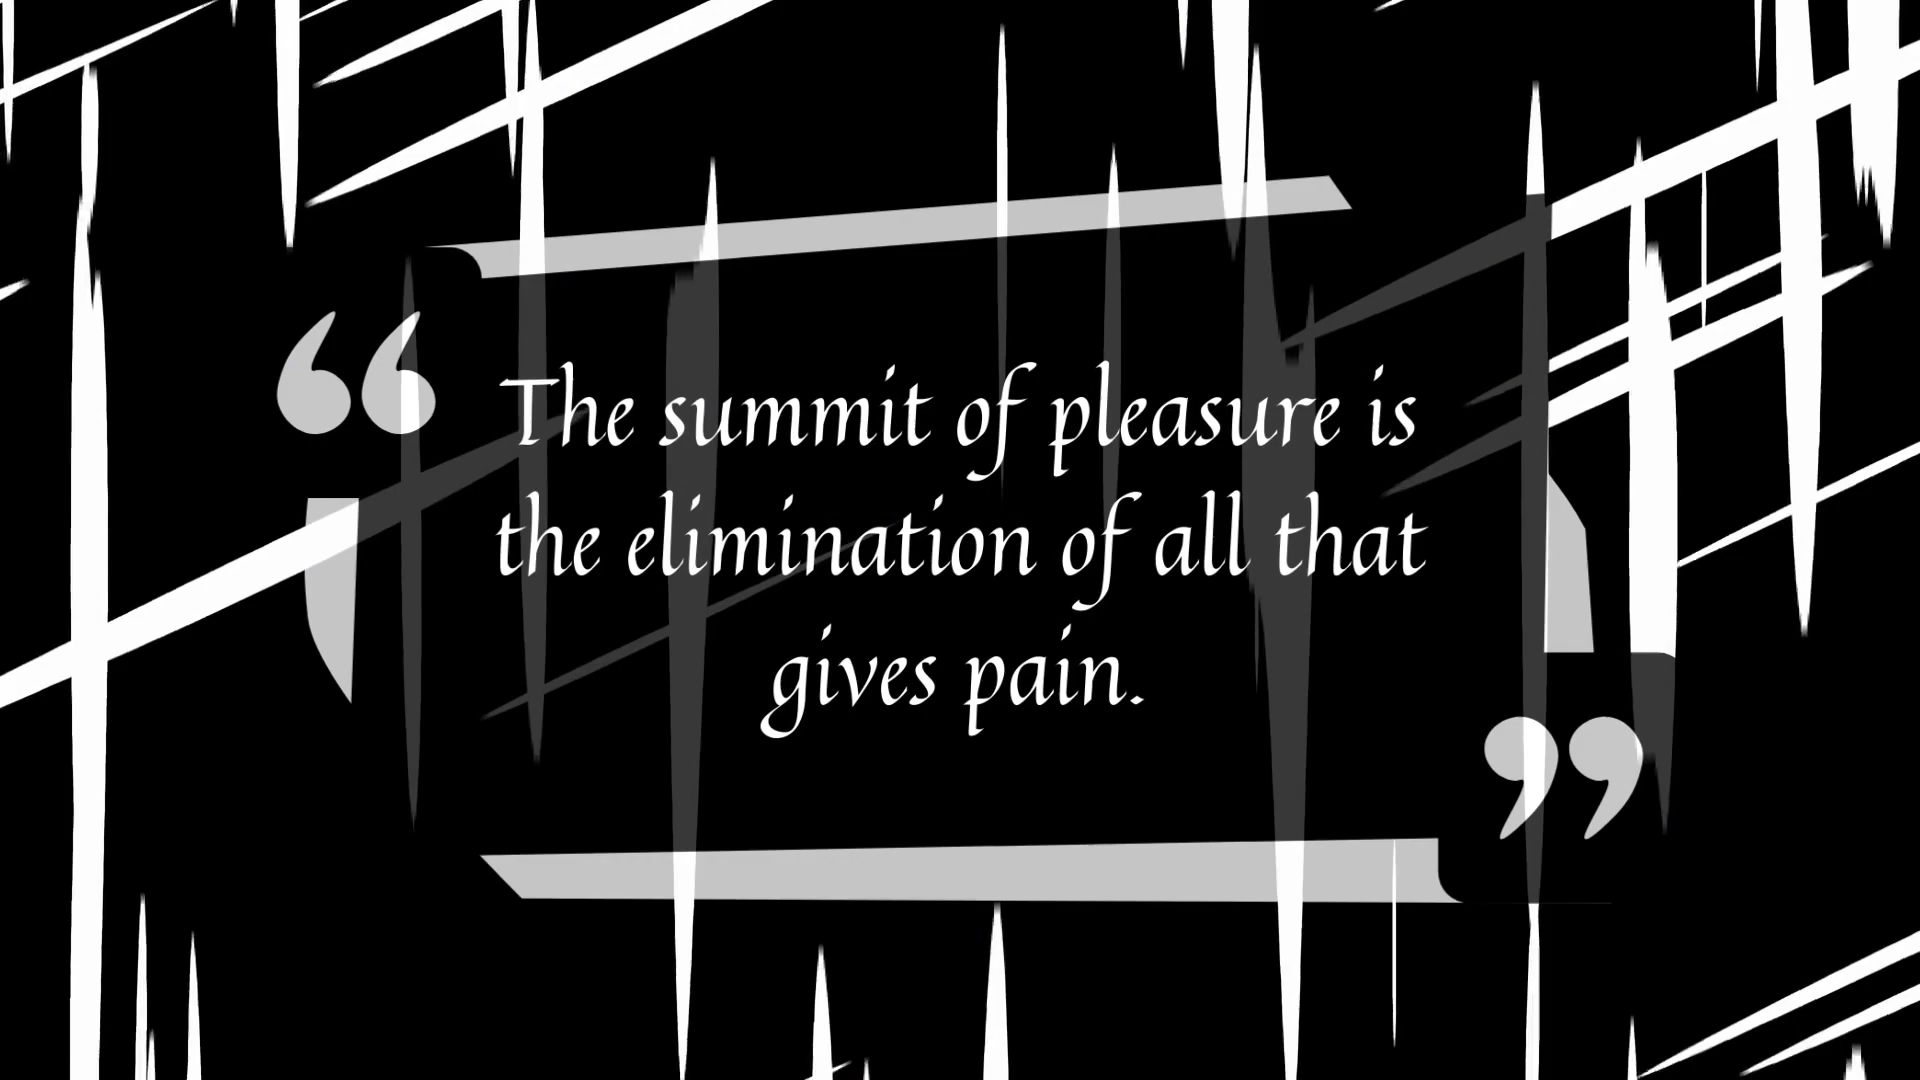 “
The summit of pleasure is
the elimination of all that
gives pain.
”